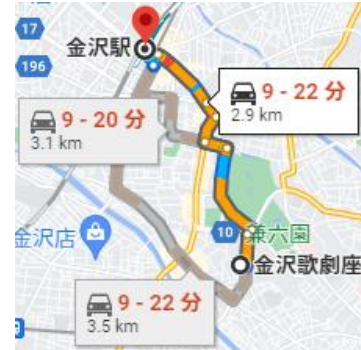 17
金沢駅
196
9 - 22 分
2.9 km
9 - 20 分
3.1 km
10
兼六園
金沢店
金沢歌劇座
9 - 22 分
3.5 km